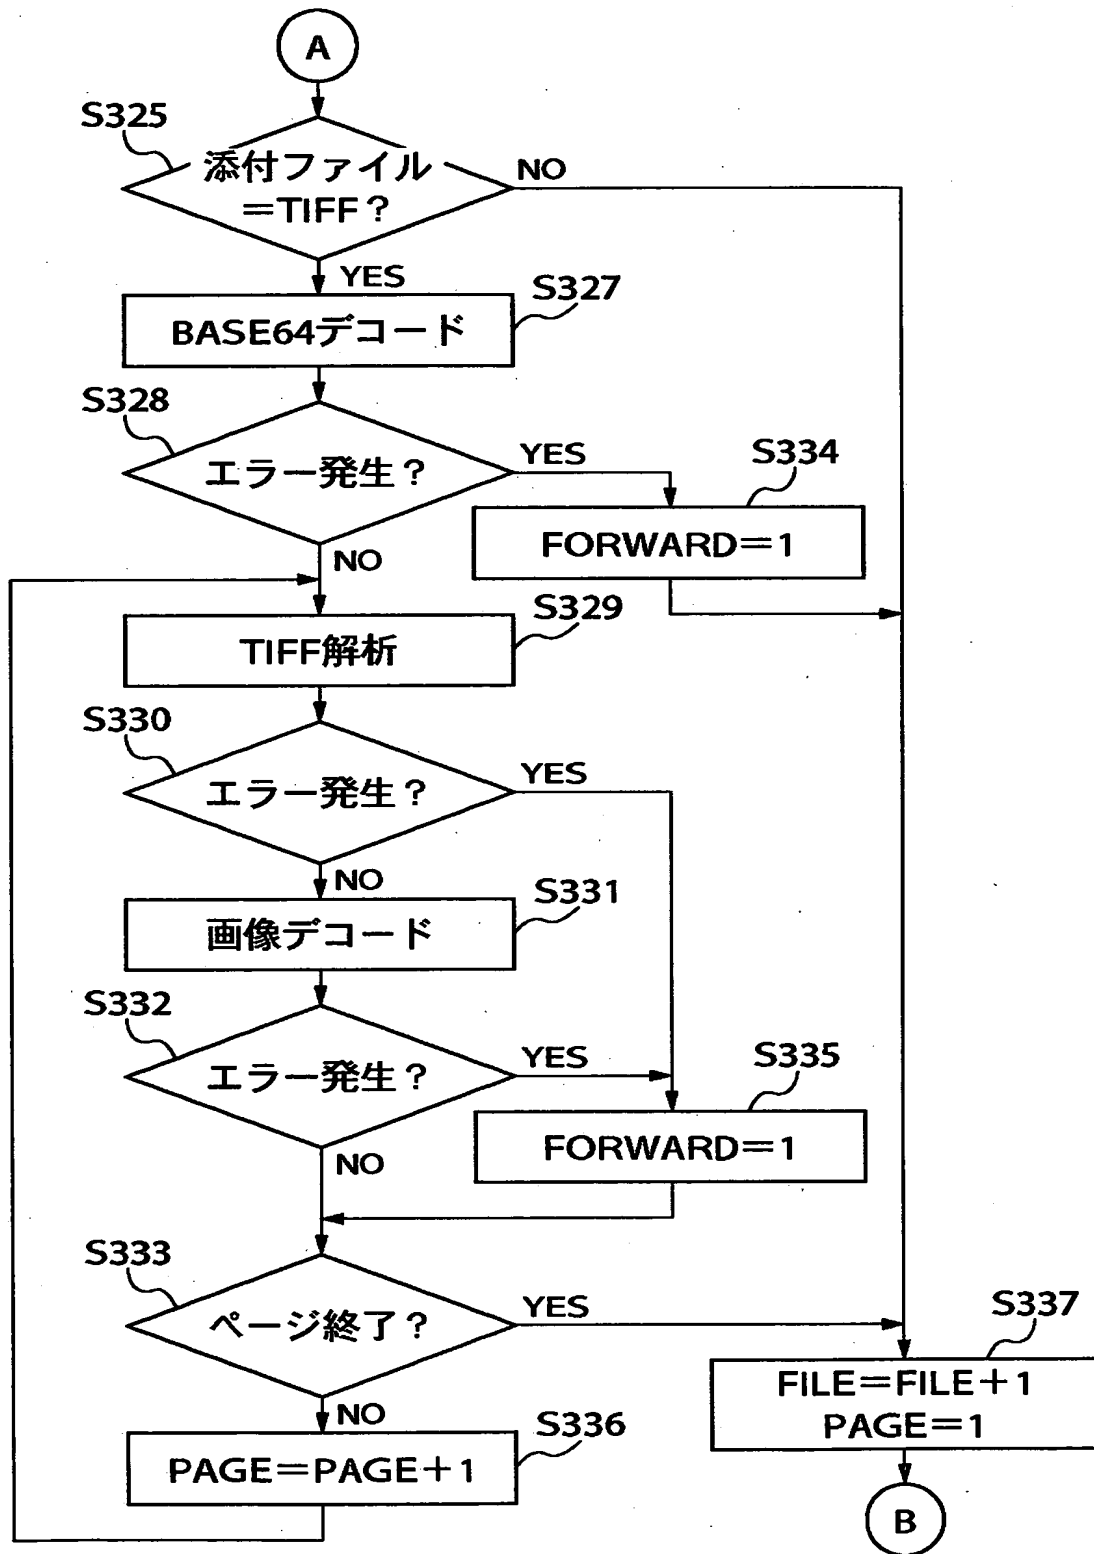 A
S325
添付ファイル
＝TIFF？
NO
YES
S327
BASE64デコード
S328
エラー発生？
YES
S334
FORWARD＝1
NO
S329
TIFF解析
S330
エラー発生？
YES
NO
S331
画像デコード
S332
エラー発生？
YES
S335
FORWARD＝1
NO
S333
ページ終了？
YES
S337
FILE＝FILE＋1
PAGE＝1
NO
S336
PAGE＝PAGE＋1
B